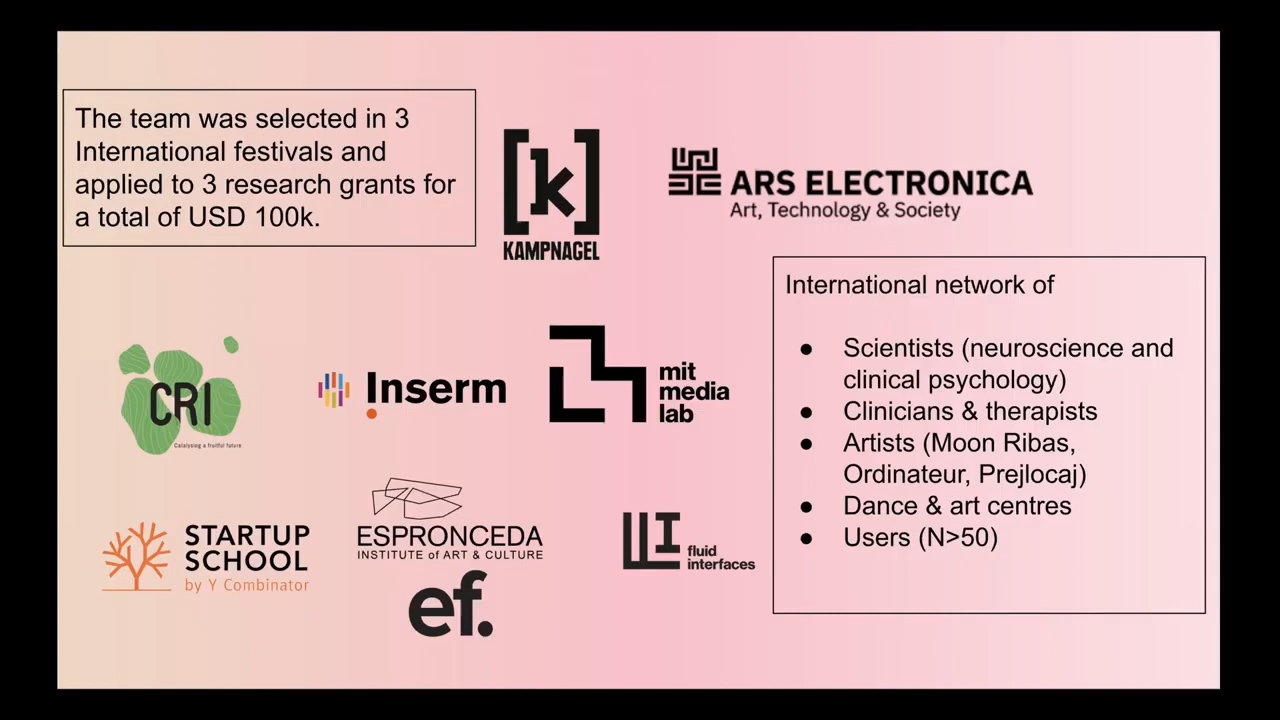 The team was selected in 3
International festivals and
applied to 3 research grants for
a total of USD 100k.
[k]
KAMPNAGEL
ARS ELECTRONICA
Art, Technology & Society
International network of
● Scientists (neuroscience and
clinical psychology)
● Clinicians & therapists
● Artists (Moon Ribas,
Ordinateur, Prejlocaj)
● Dance & art centres
● Users (N>50)
CRI
Catalysing a fruitful future
Inserm
mit
media
lab
STARTUP
SCHOOL
by Y Combinator
ESPRONCEDA
INSTITUTE of ART & CULTURE
ef.
fluid
interfaces